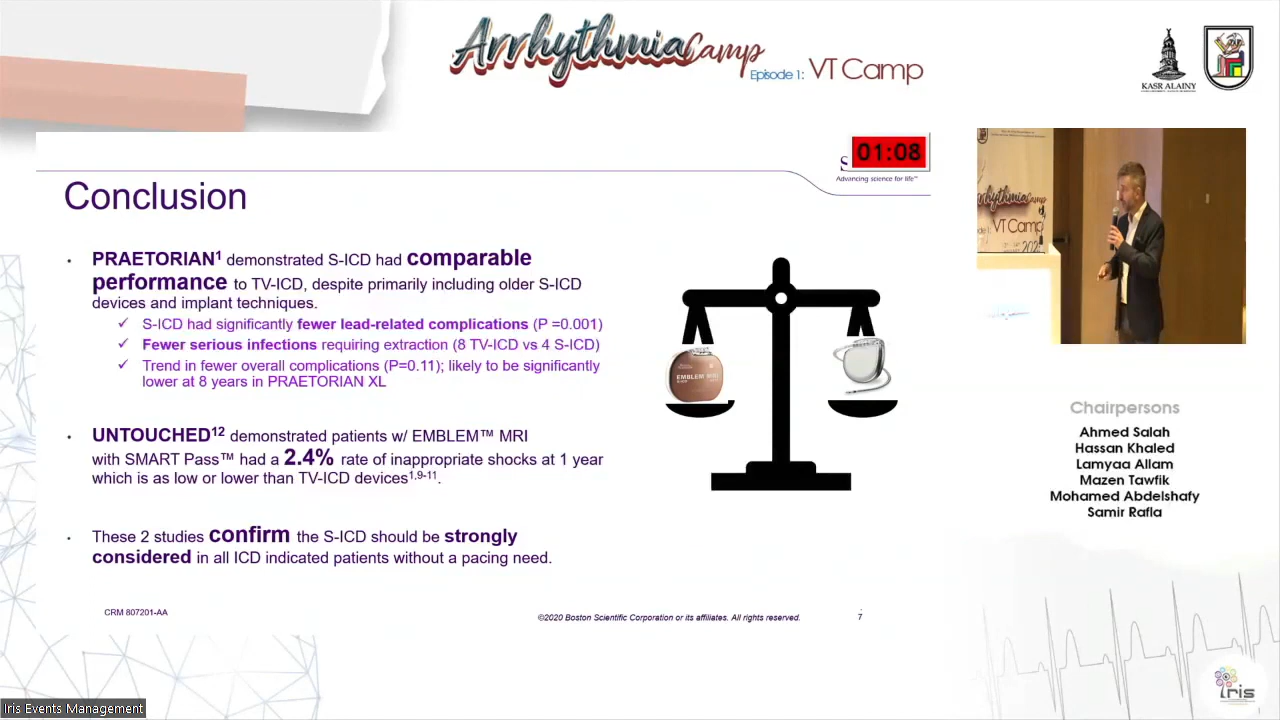 Arrhythmia Camp
Episode 1: VT Camp
KASR ALAINY
S
01:08
Advancing science for life™
Conclusion
• PRAETORIAN¹ demonstrated S-ICD had comparable
performance to TV-ICD, despite primarily including older S-ICD
devices and implant techniques.
✓ S-ICD had significantly fewer lead-related complications (P =0.001)
✓ Fewer serious infections requiring extraction (8 TV-ICD vs 4 S-ICD)
✓ Trend in fewer overall complications (P=0.11); likely to be significantly
lower at 8 years in PRAETORIAN XL
• UNTOUCHED¹² demonstrated patients w/ EMBLEM™ MRI
with SMART Pass™ had a 2.4% rate of inappropriate shocks at 1 year
which is as low or lower than TV-ICD devices¹,⁹⁻¹¹.
• These 2 studies confirm the S-ICD should be strongly
considered in all ICD indicated patients without a pacing need.
EMBLEM MRI
CRM 807201-AA
©2020 Boston Scientific Corporation or its affiliates. All rights reserved.
7
Arrhythmia Camp
VT Camp
Chairpersons
Ahmed Salah
Hassan Khaled
Lamyaa Allam
Mazen Tawfik
Mohamed Abdelshafy
Samir Rafla
Iris Events Management
iris